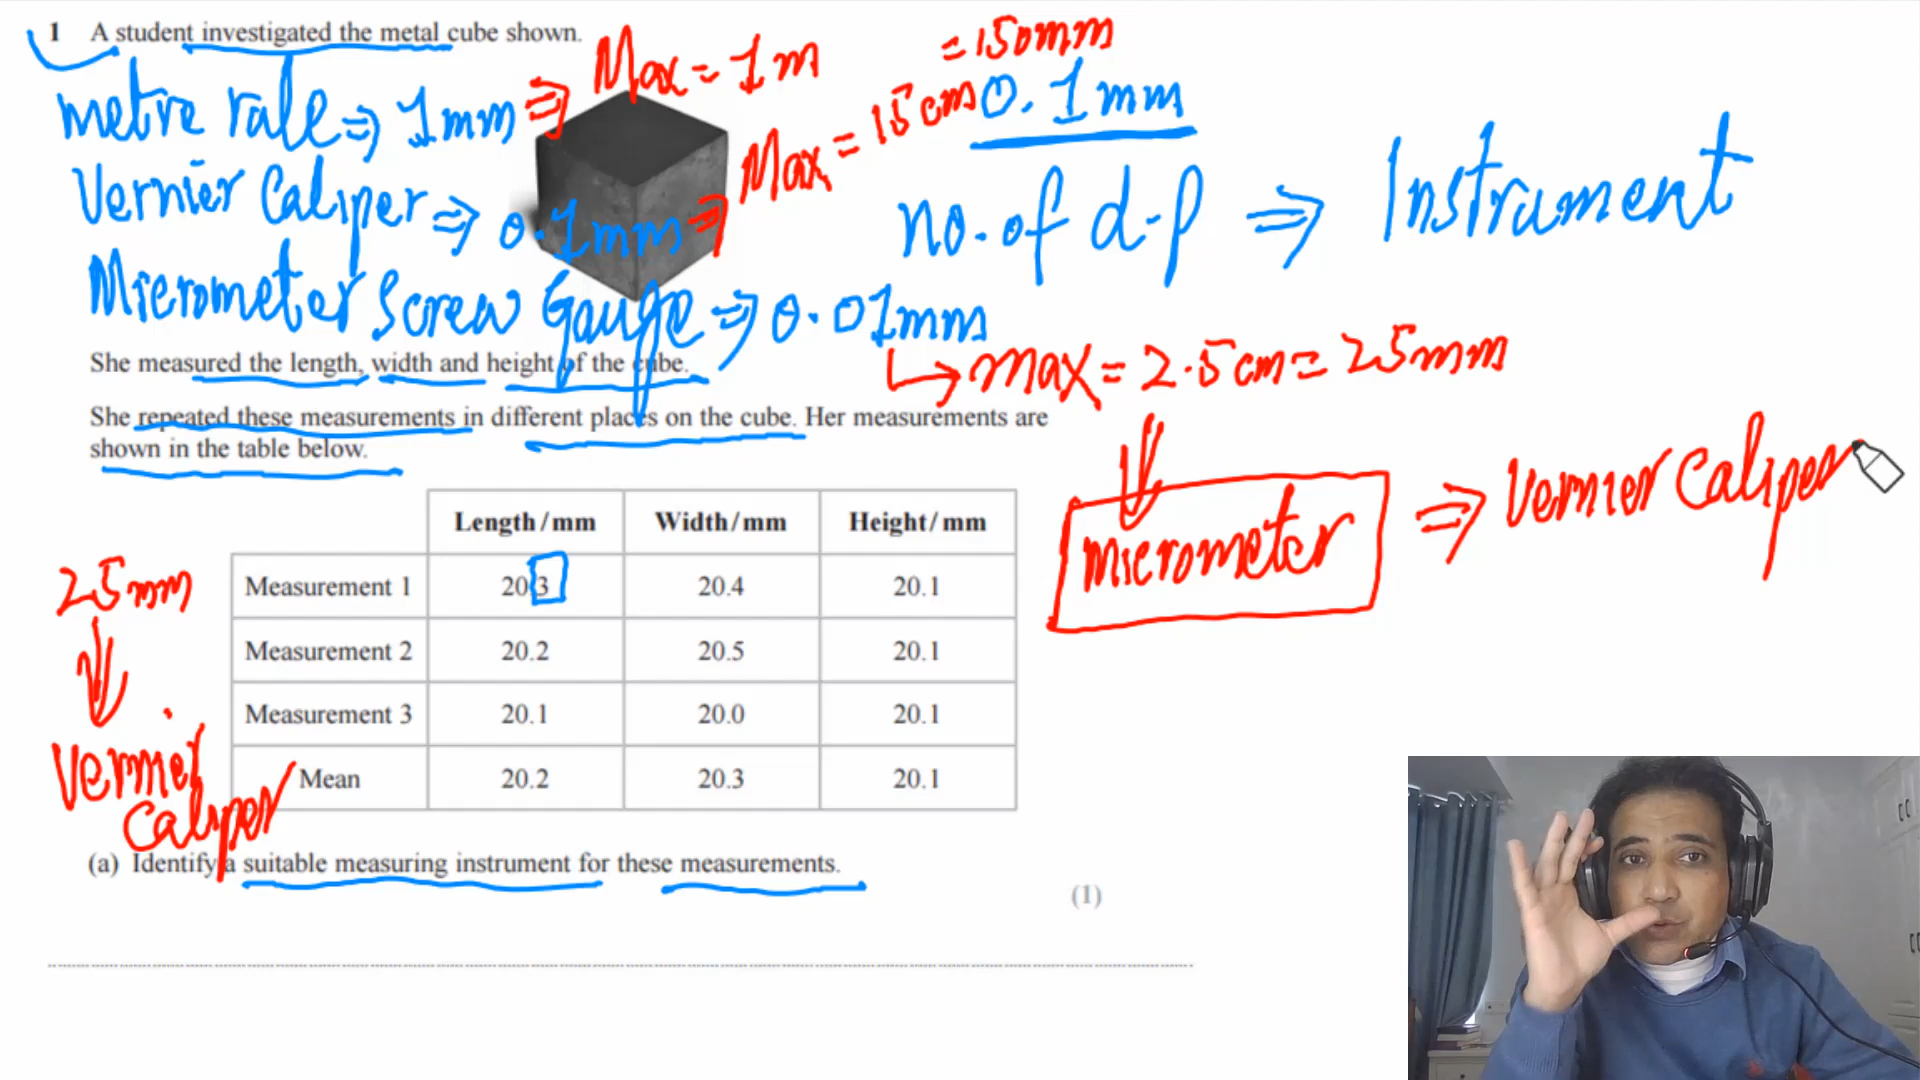 1 A student investigated the metal cube shown.
= 150mm
Max = 1m
metre rule ⇒ 1mm ⇒
Max = 15cm
0.1mm
Vernier Caliper ⇒ 0.1mm ⇒
no. of d.p ⇒ Instrument
Micrometer Screw Gauge ⇒ 0.01mm
↳ max = 2.5cm = 25mm
She measured the length, width and height of the cube.
She repeated these measurements in different places on the cube. Her measurements are
shown in the table below.
micrometer ⇒ Vernier Caliper
Length/mm Width/mm Height/mm
Measurement 1 20.3 20.4 20.1
Measurement 2 20.2 20.5 20.1
Measurement 3 20.1 20.0 20.1
Mean 20.2 20.3 20.1
25mm
Vernier
Caliper
(a) Identify a suitable measuring instrument for these measurements.
(1)